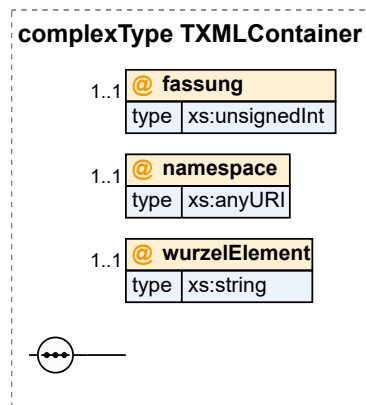 complexType TXMLContainer
1..1 @ fassung
type xs:unsignedInt
1..1 @ namespace
type xs:anyURI
1..1 @ wurzelElement
type xs:string